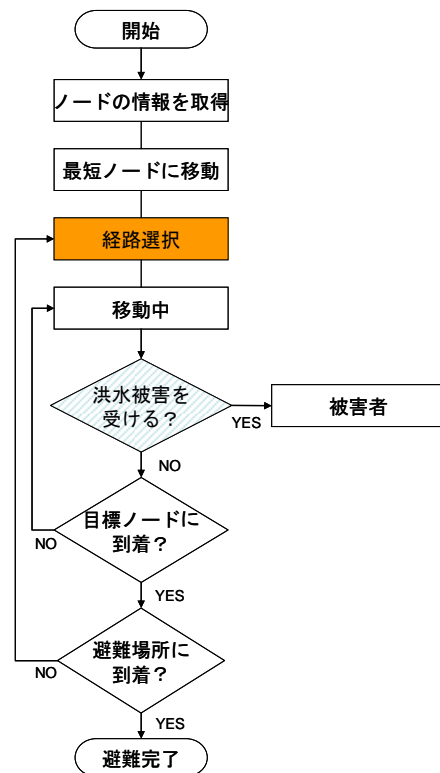 開始
ノードの情報を取得
最短ノードに移動
経路選択
移動中
洪水被害を
受ける？
YES
被害者
NO
目標ノードに
到着？
NO
YES
避難場所に
到着？
NO
YES
避難完了